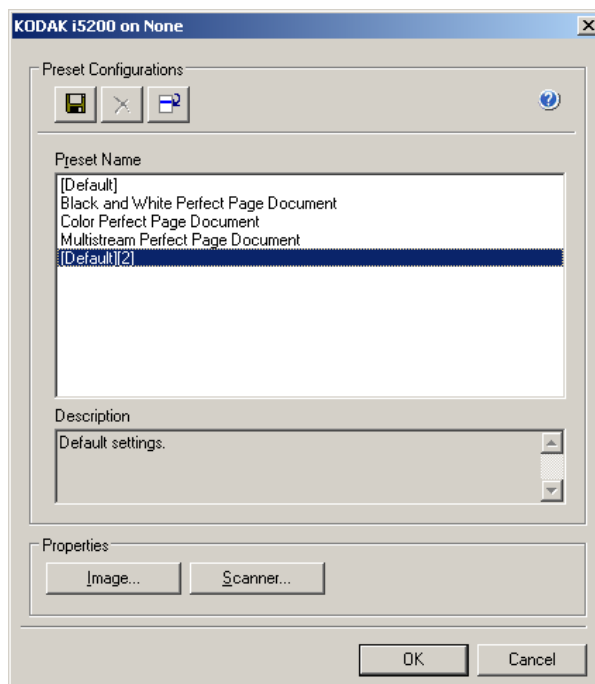 KODAK i5200 on None
Preset Configurations
Preset Name
[Default]
Black and White Perfect Page Document
Color Perfect Page Document
Multistream Perfect Page Document
[Default][2]
Description
Default settings.
Properties
Image...
Scanner...
OK
Cancel